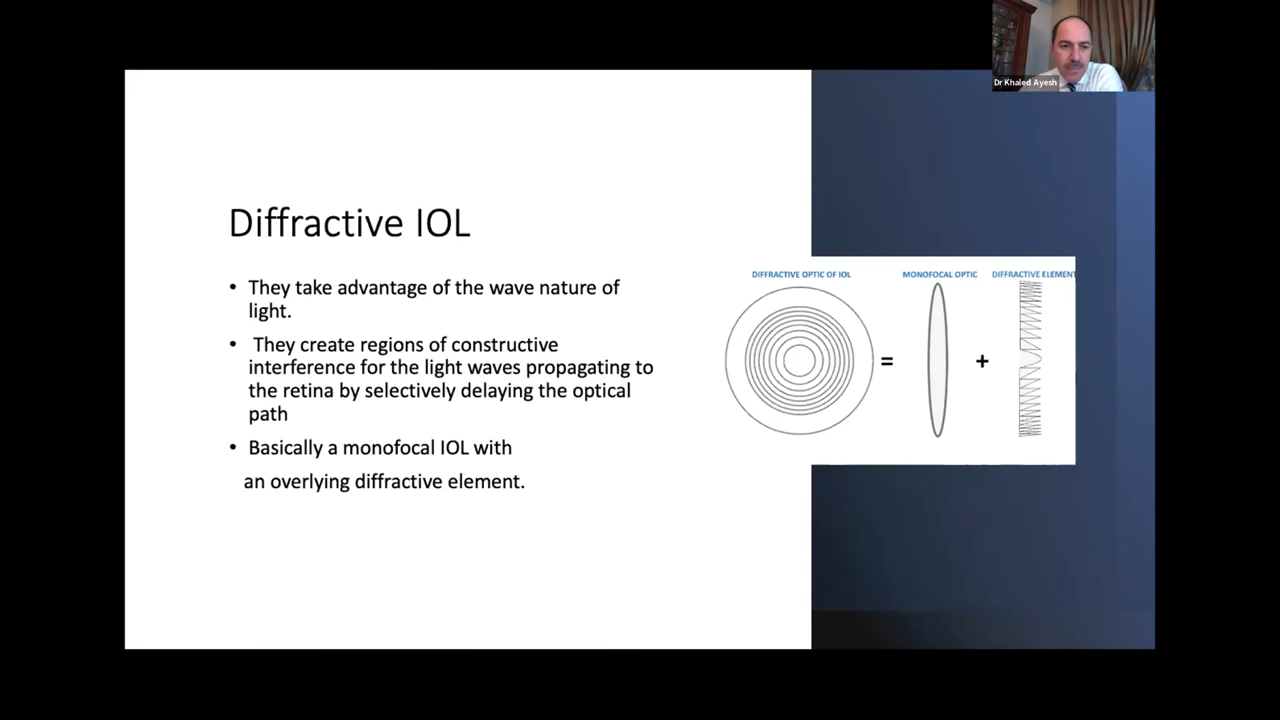 Dr Khaled Ayesh
Diffractive IOL
• They take advantage of the wave nature of
light.
• They create regions of constructive
interference for the light waves propagating to
the retina by selectively delaying the optical
path
• Basically a monofocal IOL with
an overlying diffractive element.
DIFFRACTIVE OPTIC OF IOL
MONOFOCAL OPTIC
DIFFRACTIVE ELEMENT
=
+